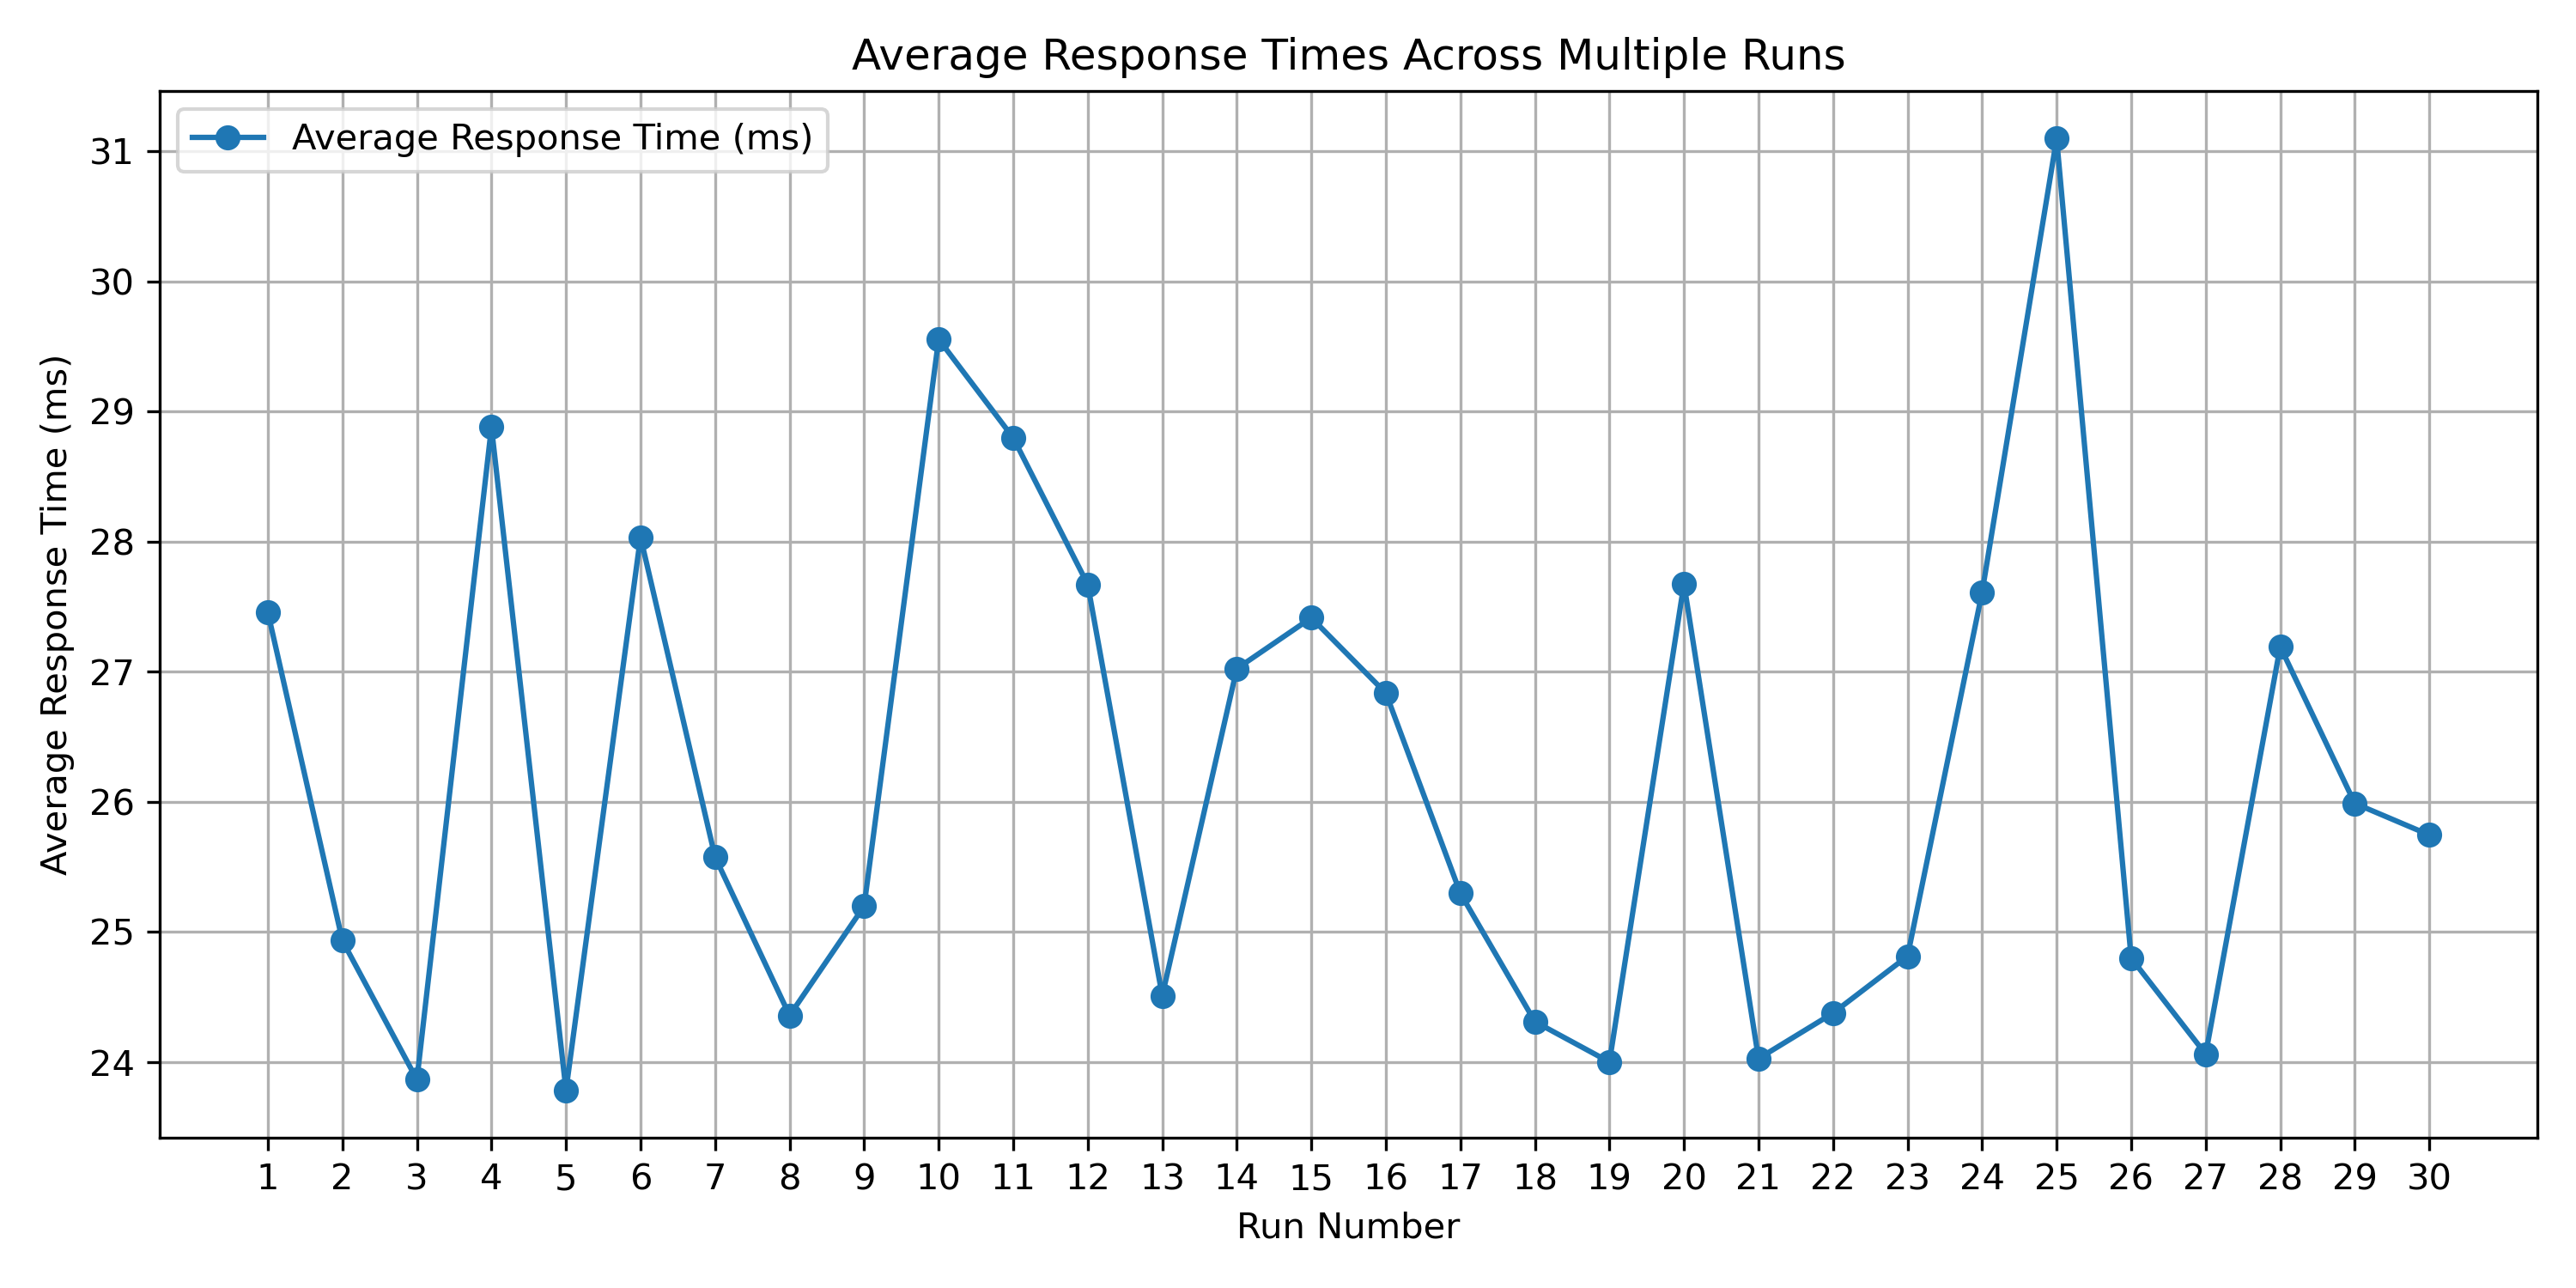 Average Response Times Across Multiple Runs
Average Response Time (ms)
Average Response Time (ms)
31
30
29
28
27
26
25
24
1 2 3 4 5 6 7 8 9 10 11 12 13 14 15 16 17 18 19 20 21 22 23 24 25 26 27 28 29 30
Run Number